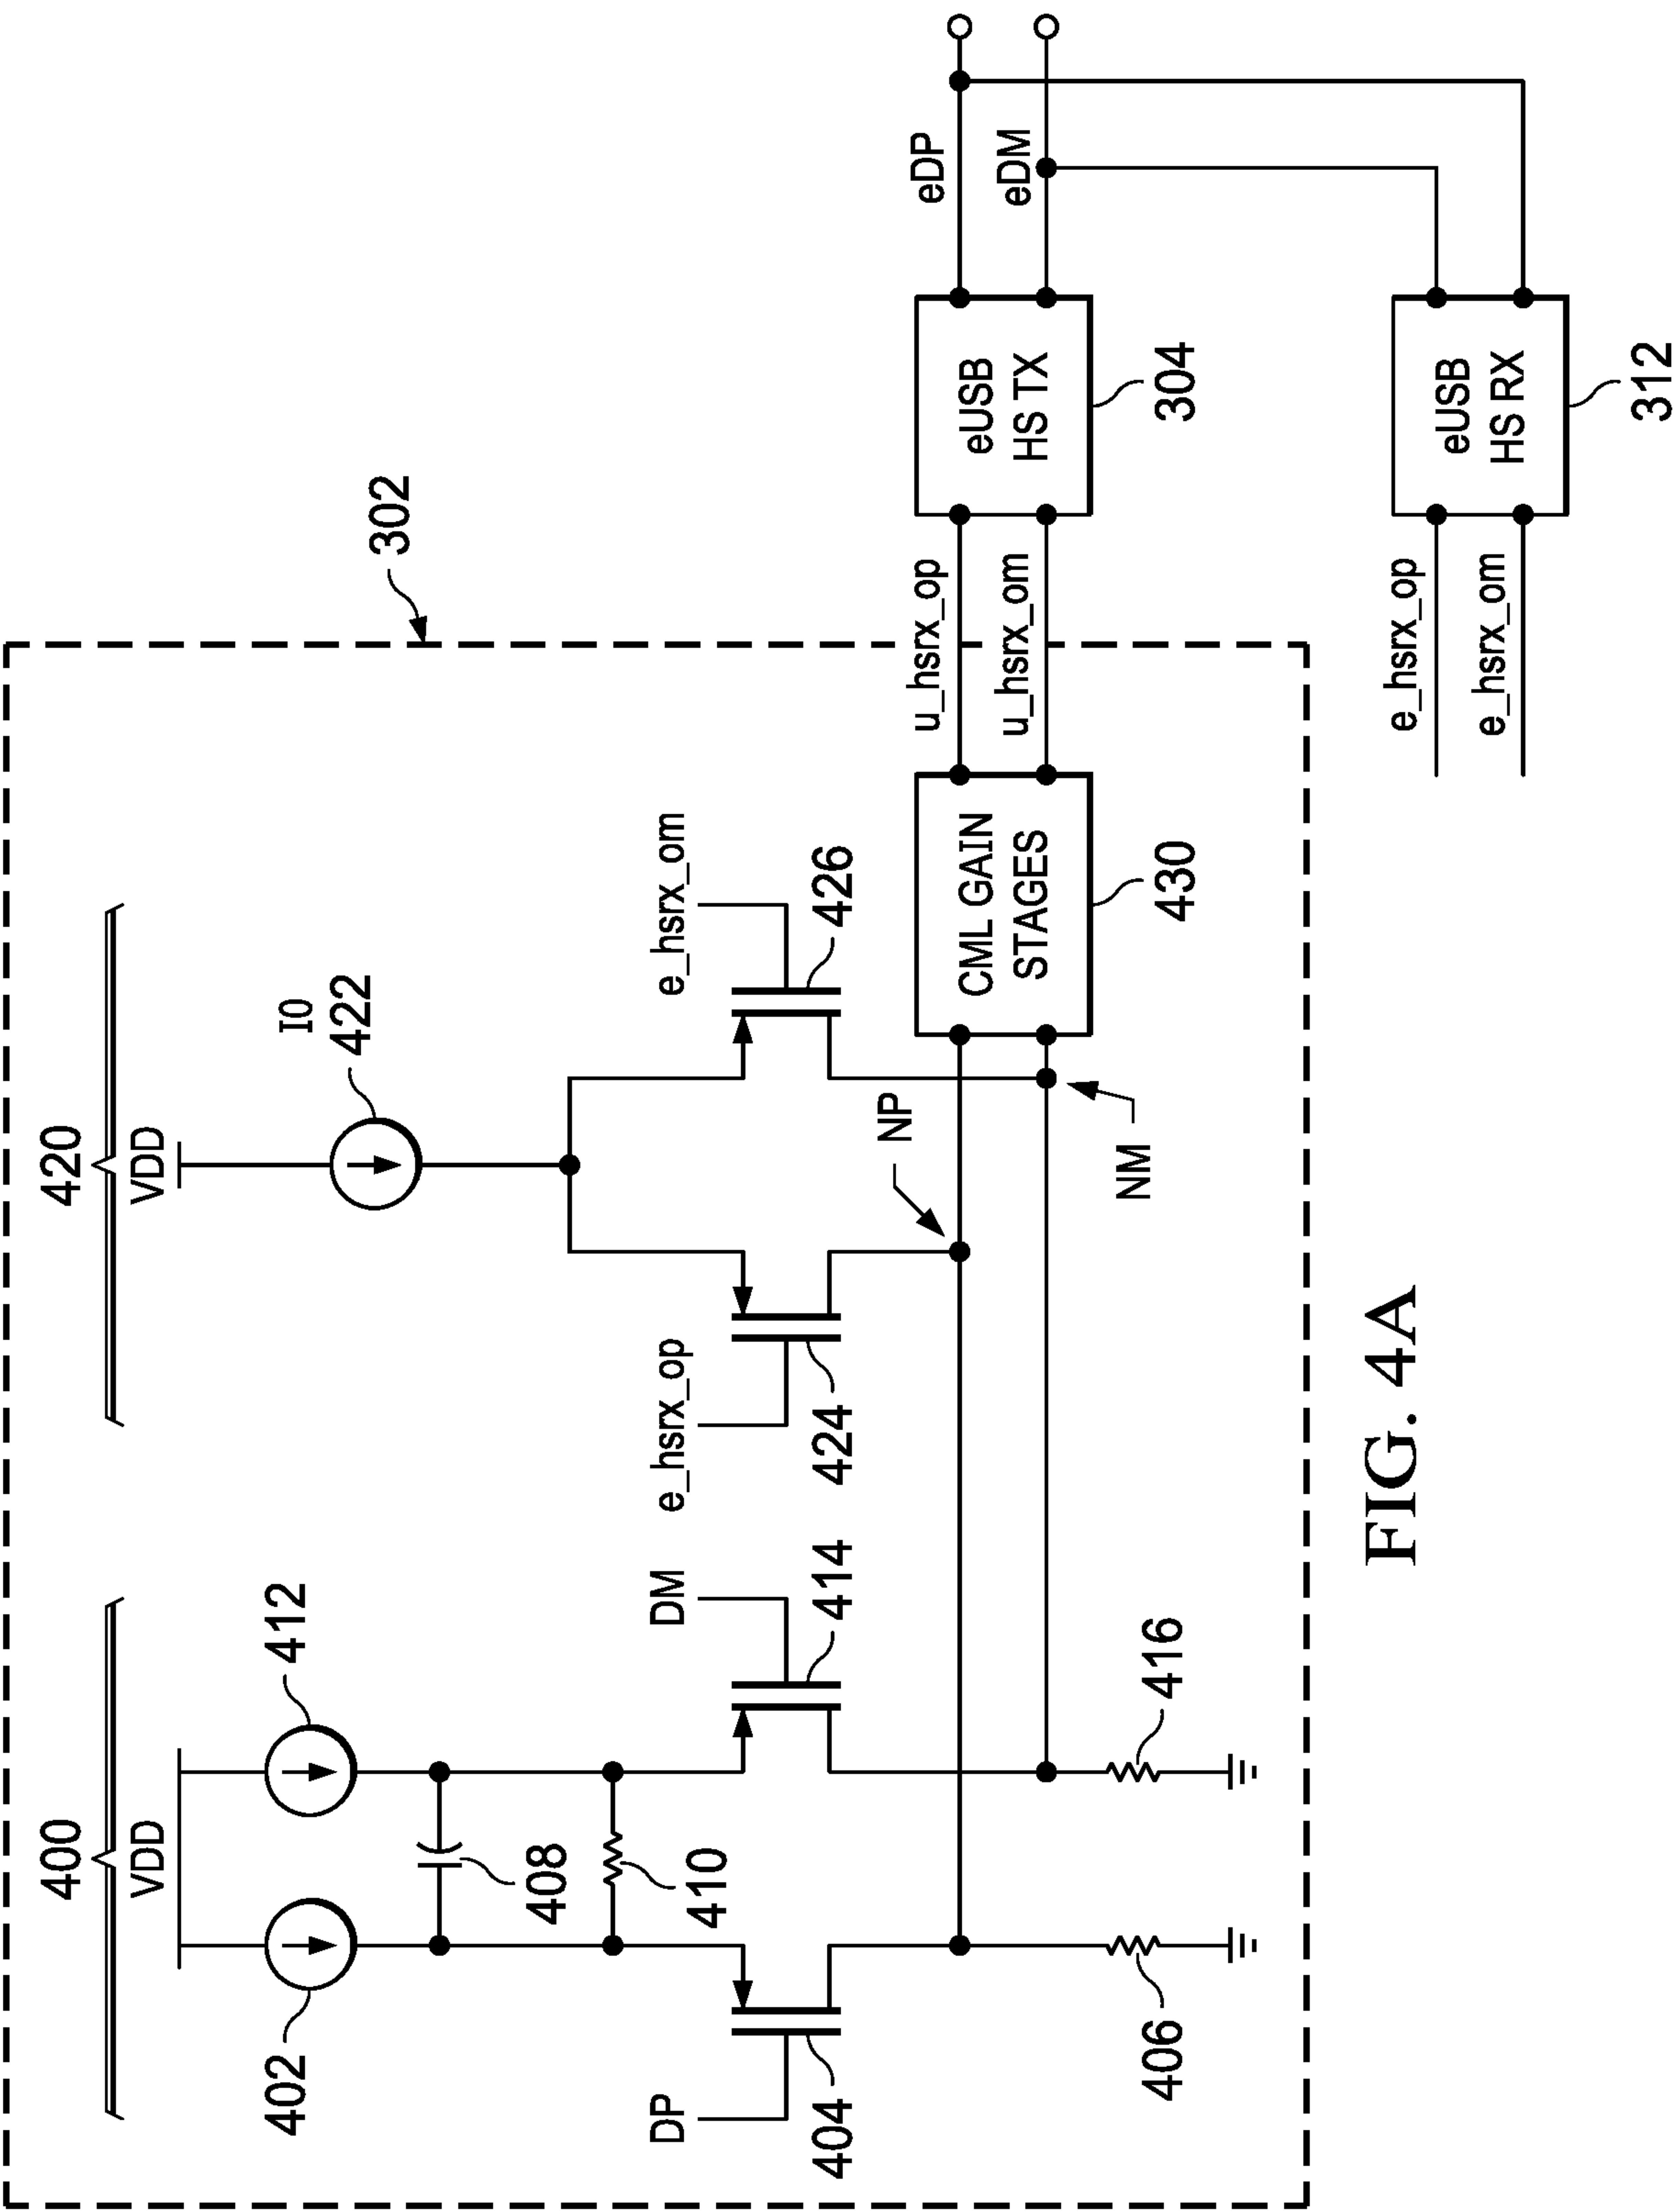 302
400
VDD
402
412
408
410
DP
404
DM
414
406
416
420
VDD
I0
422
e_hsrx_op
424
e_hsrx_om
426
NP
NM
CML GAIN
STAGES
430
u_hsrx_op
u_hsrx_om
eUSB
HS TX
304
eDP
eDM
e_hsrx_op
e_hsrx_om
eUSB
HS RX
312
FIG. 4A